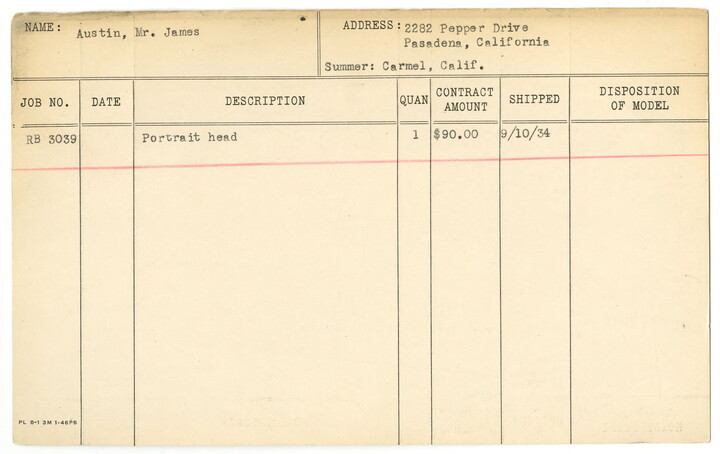 NAME: Austin, Mr. James
ADDRESS: 2282 Pepper Drive
Pasadena, California
Summer: Carmel, Calif.
JOB NO. DATE DESCRIPTION QUAN CONTRACT AMOUNT SHIPPED DISPOSITION OF MODEL
RB 3039 Portrait head 1 $90.00 9/10/34
PL 5-1 3M 1-46PS